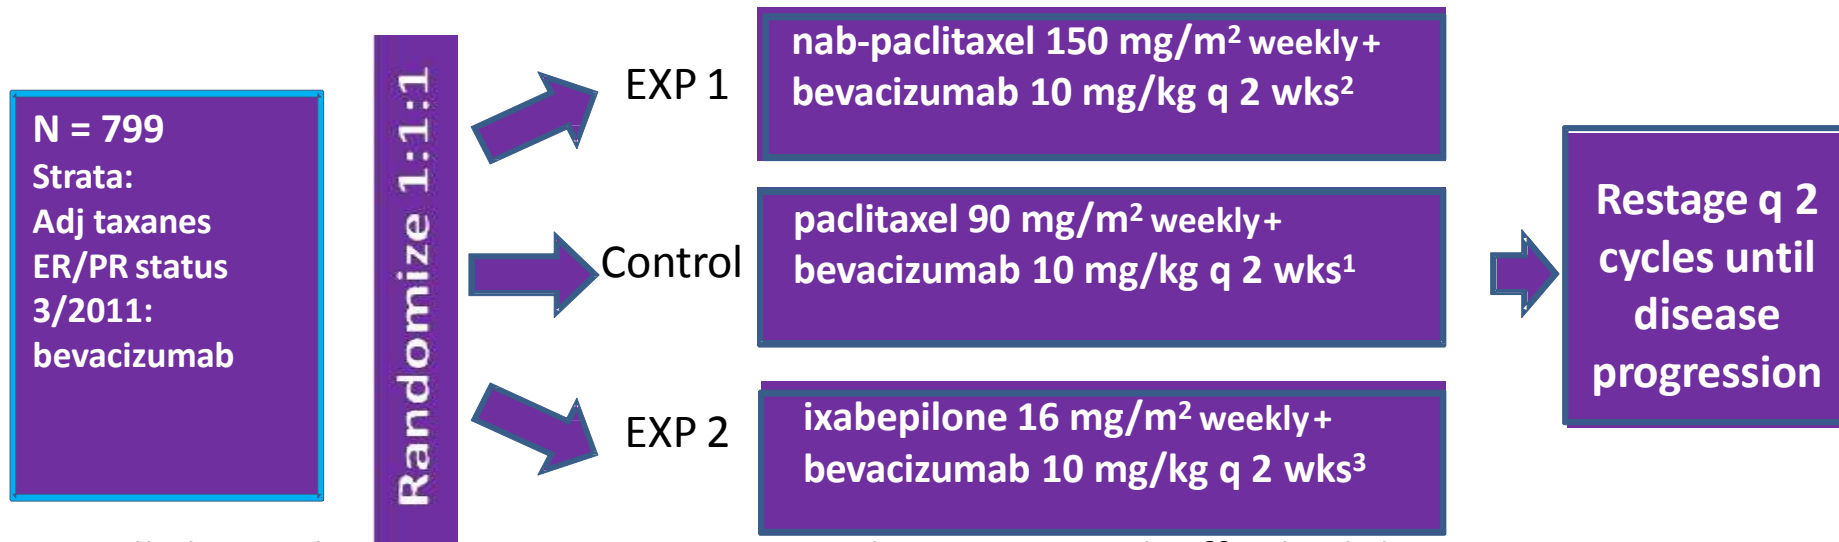 N = 799
Strata:
Adj taxanes
ER/PR status
3/2011:
bevacizumab
Randomize 1:1:1
EXP 1
nab-paclitaxel 150 mg/m² weekly+
bevacizumab 10 mg/kg q 2 wks²
Control
paclitaxel 90 mg/m² weekly+
bevacizumab 10 mg/kg q 2 wks¹
EXP 2
ixabepilone 16 mg/m² weekly+
bevacizumab 10 mg/kg q 2 wks³
Restage q 2
cycles until
disease
progression